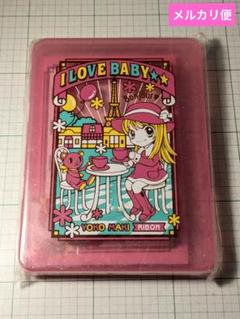 メルカリ便
I LOVE BABY★★
YOKO MAKI RIBON